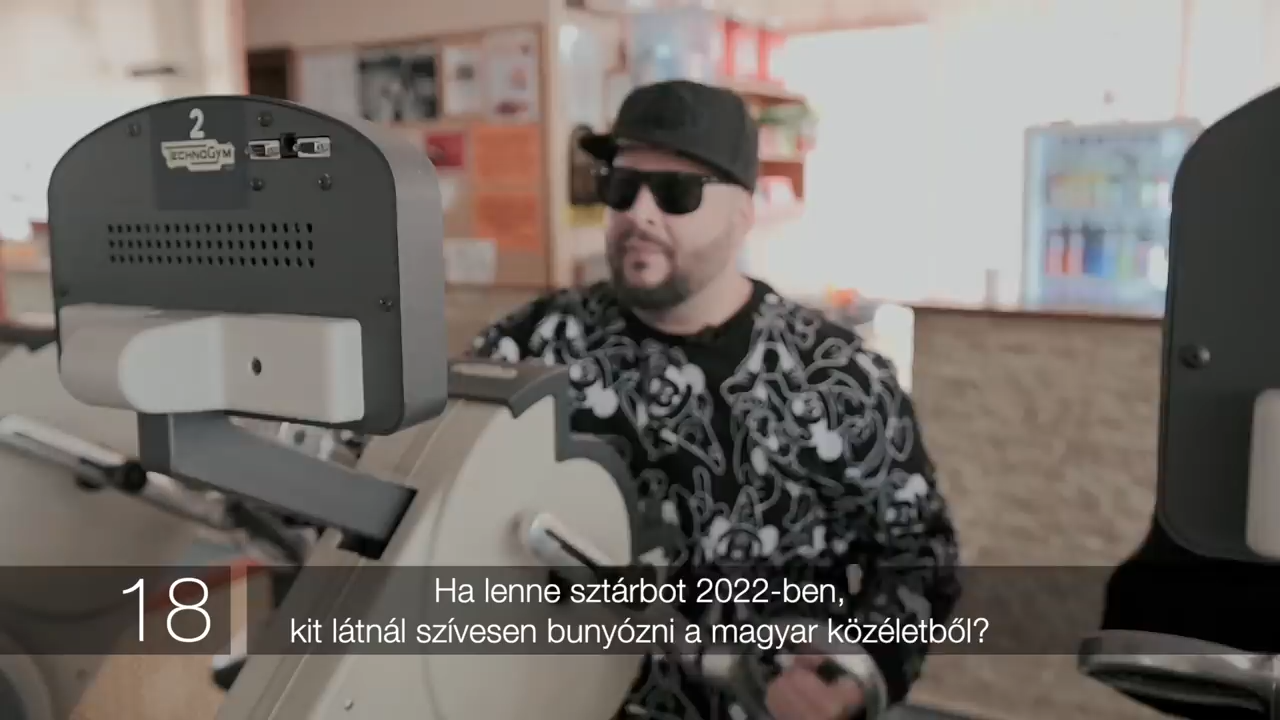 2
TECHNOGYM
18
Ha lenne sztárbot 2022-ben,
kit látnál szívesen bunyózni a magyar közéletből?